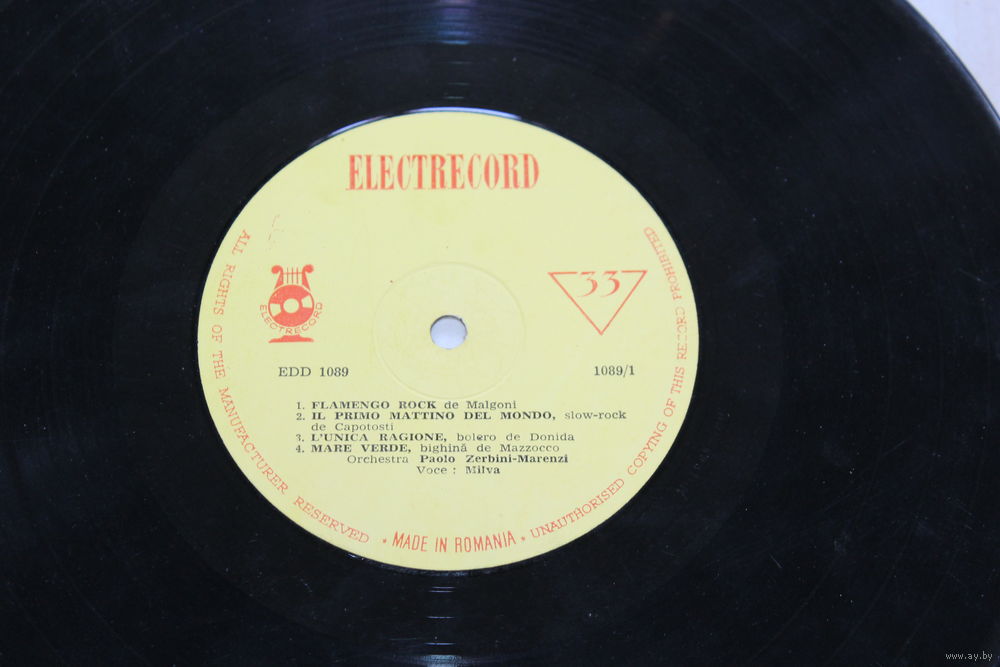 ELECTRECORD
ELECTRECORD
33
EDD 1089
1089/1
1. FLAMENGO ROCK de Malgoni
2. IL PRIMO MATTINO DEL MONDO, slow-rock
de Capotosti
3. L'UNICA RAGIONE, bolero de Donida
4. MARE VERDE, bighină de Mazzocco
Orchestra Paolo Zerbini-Marenzi
Voce : Milva
ALL RIGHTS OF THE MANUFACTURER RESERVED * MADE IN ROMANIA * UNAUTHORISED COPYING OF THIS RECORD PROHIBITED
www.ay.by